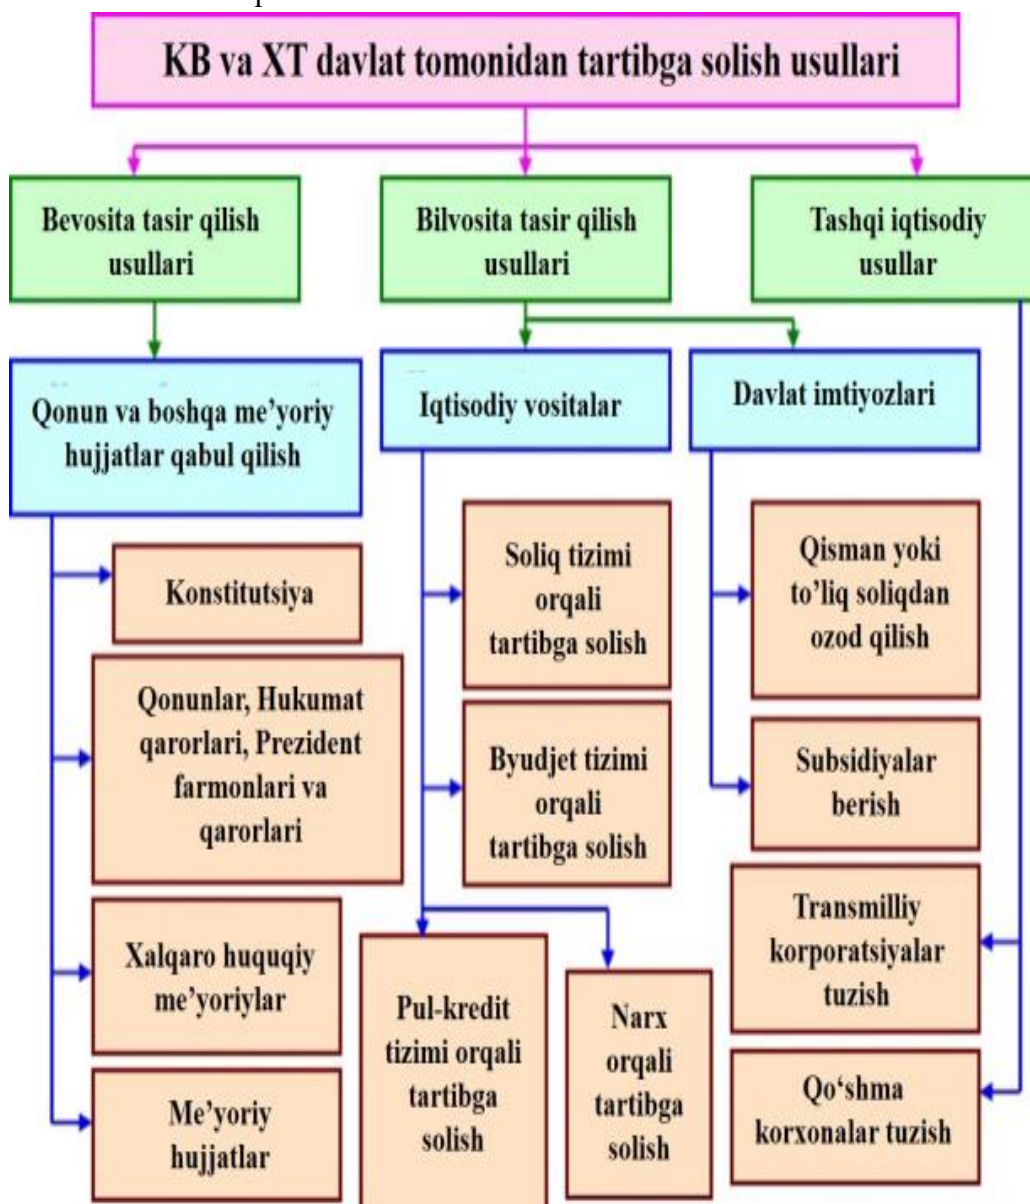 KB va XT davlat tomonidan tartibga solish usullari
Bevosita tasir qilish
usullari
Bilvosita tasir qilish
usullari
Tashqi iqtisodiy
usullar
Qonun va boshqa me’yoriy
hujjatlar qabul qilish
Iqtisodiy vositalar
Davlat imtiyozlari
Konstitutsiya
Qonunlar, Hukumat
qarorlari, Prezident
farmonlari va
qarorlari
Xalqaro huquqiy
me’yoriylar
Me’yoriy
hujjatlar
Soliq tizimi
orqali
tartibga solish
Byudjet tizimi
orqali
tartibga solish
Pul-kredit
tizimi orqali
tartibga
solish
Narx
orqali
tartibga
solish
Qisman yoki
to’liq soliqdan
ozod qilish
Subsidiyalar
berish
Transmilliy
korporatsiyalar
tuzish
Qo‘shma
korxonalar tuzish